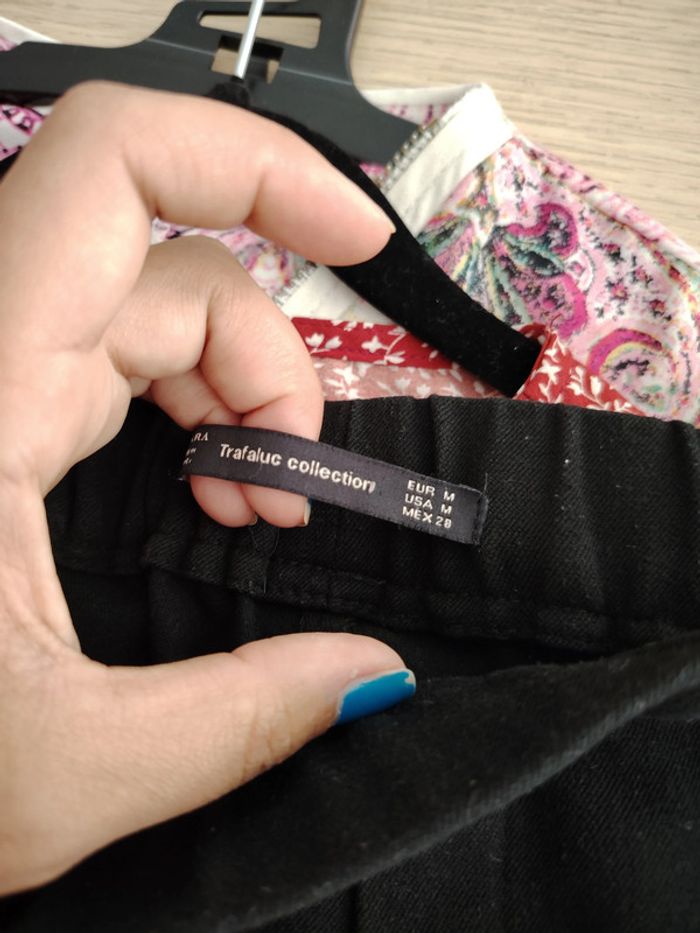 Trafaluc collection
EUR M
USA M
MEX 28